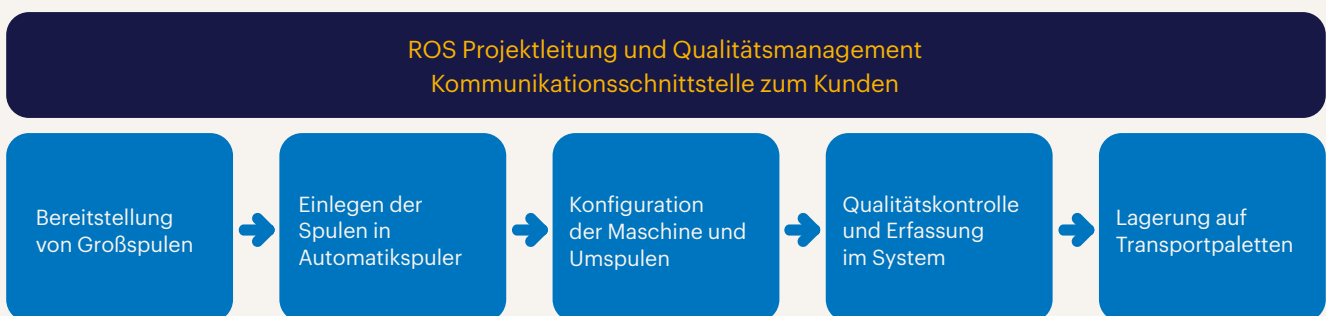 ROS Projektleitung und Qualitätsmanagement
Kommunikationsschnittstelle zum Kunden
Bereitstellung
von Großspulen
Einlegen der
Spulen in
Automatikspuler
Konfiguration
der Maschine und
Umspulen
Qualitätskontrolle
und Erfassung
im System
Lagerung auf
Transportpaletten